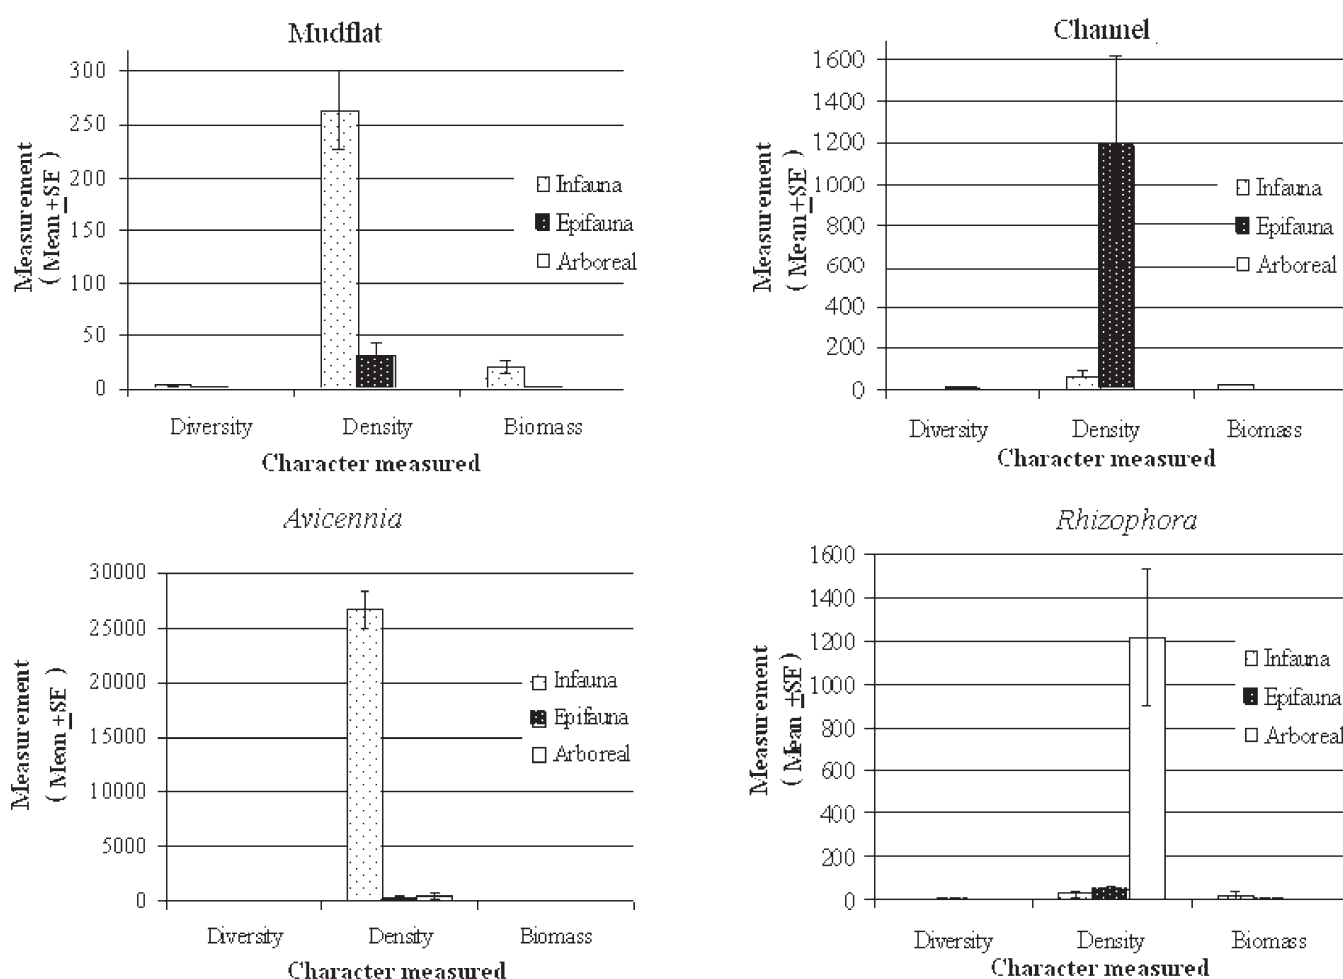 Mudflat
300
250
200
150
100
50
0
Measurement
( Mean +SE )
Infauna
Epifauna
Arboreal
Diversity Density Biomass
Character measured
Channel
1600
1400
1200
1000
800
600
400
200
0
Measurement
( Mean +SE )
Infauna
Epifauna
Arboreal
Diversity Density Biomass
Character measured
Avicennia
30000
25000
20000
15000
10000
5000
0
Measurement
( Mean +SE )
Infauna
Epifauna
Arboreal
Diversity Density Biomass
Character measured
Rhizophora
1600
1400
1200
1000
800
600
400
200
0
Measurement
( Mean +SE )
Infauna
Epifauna
Arboreal
Diversity Density Biomass
Character measured